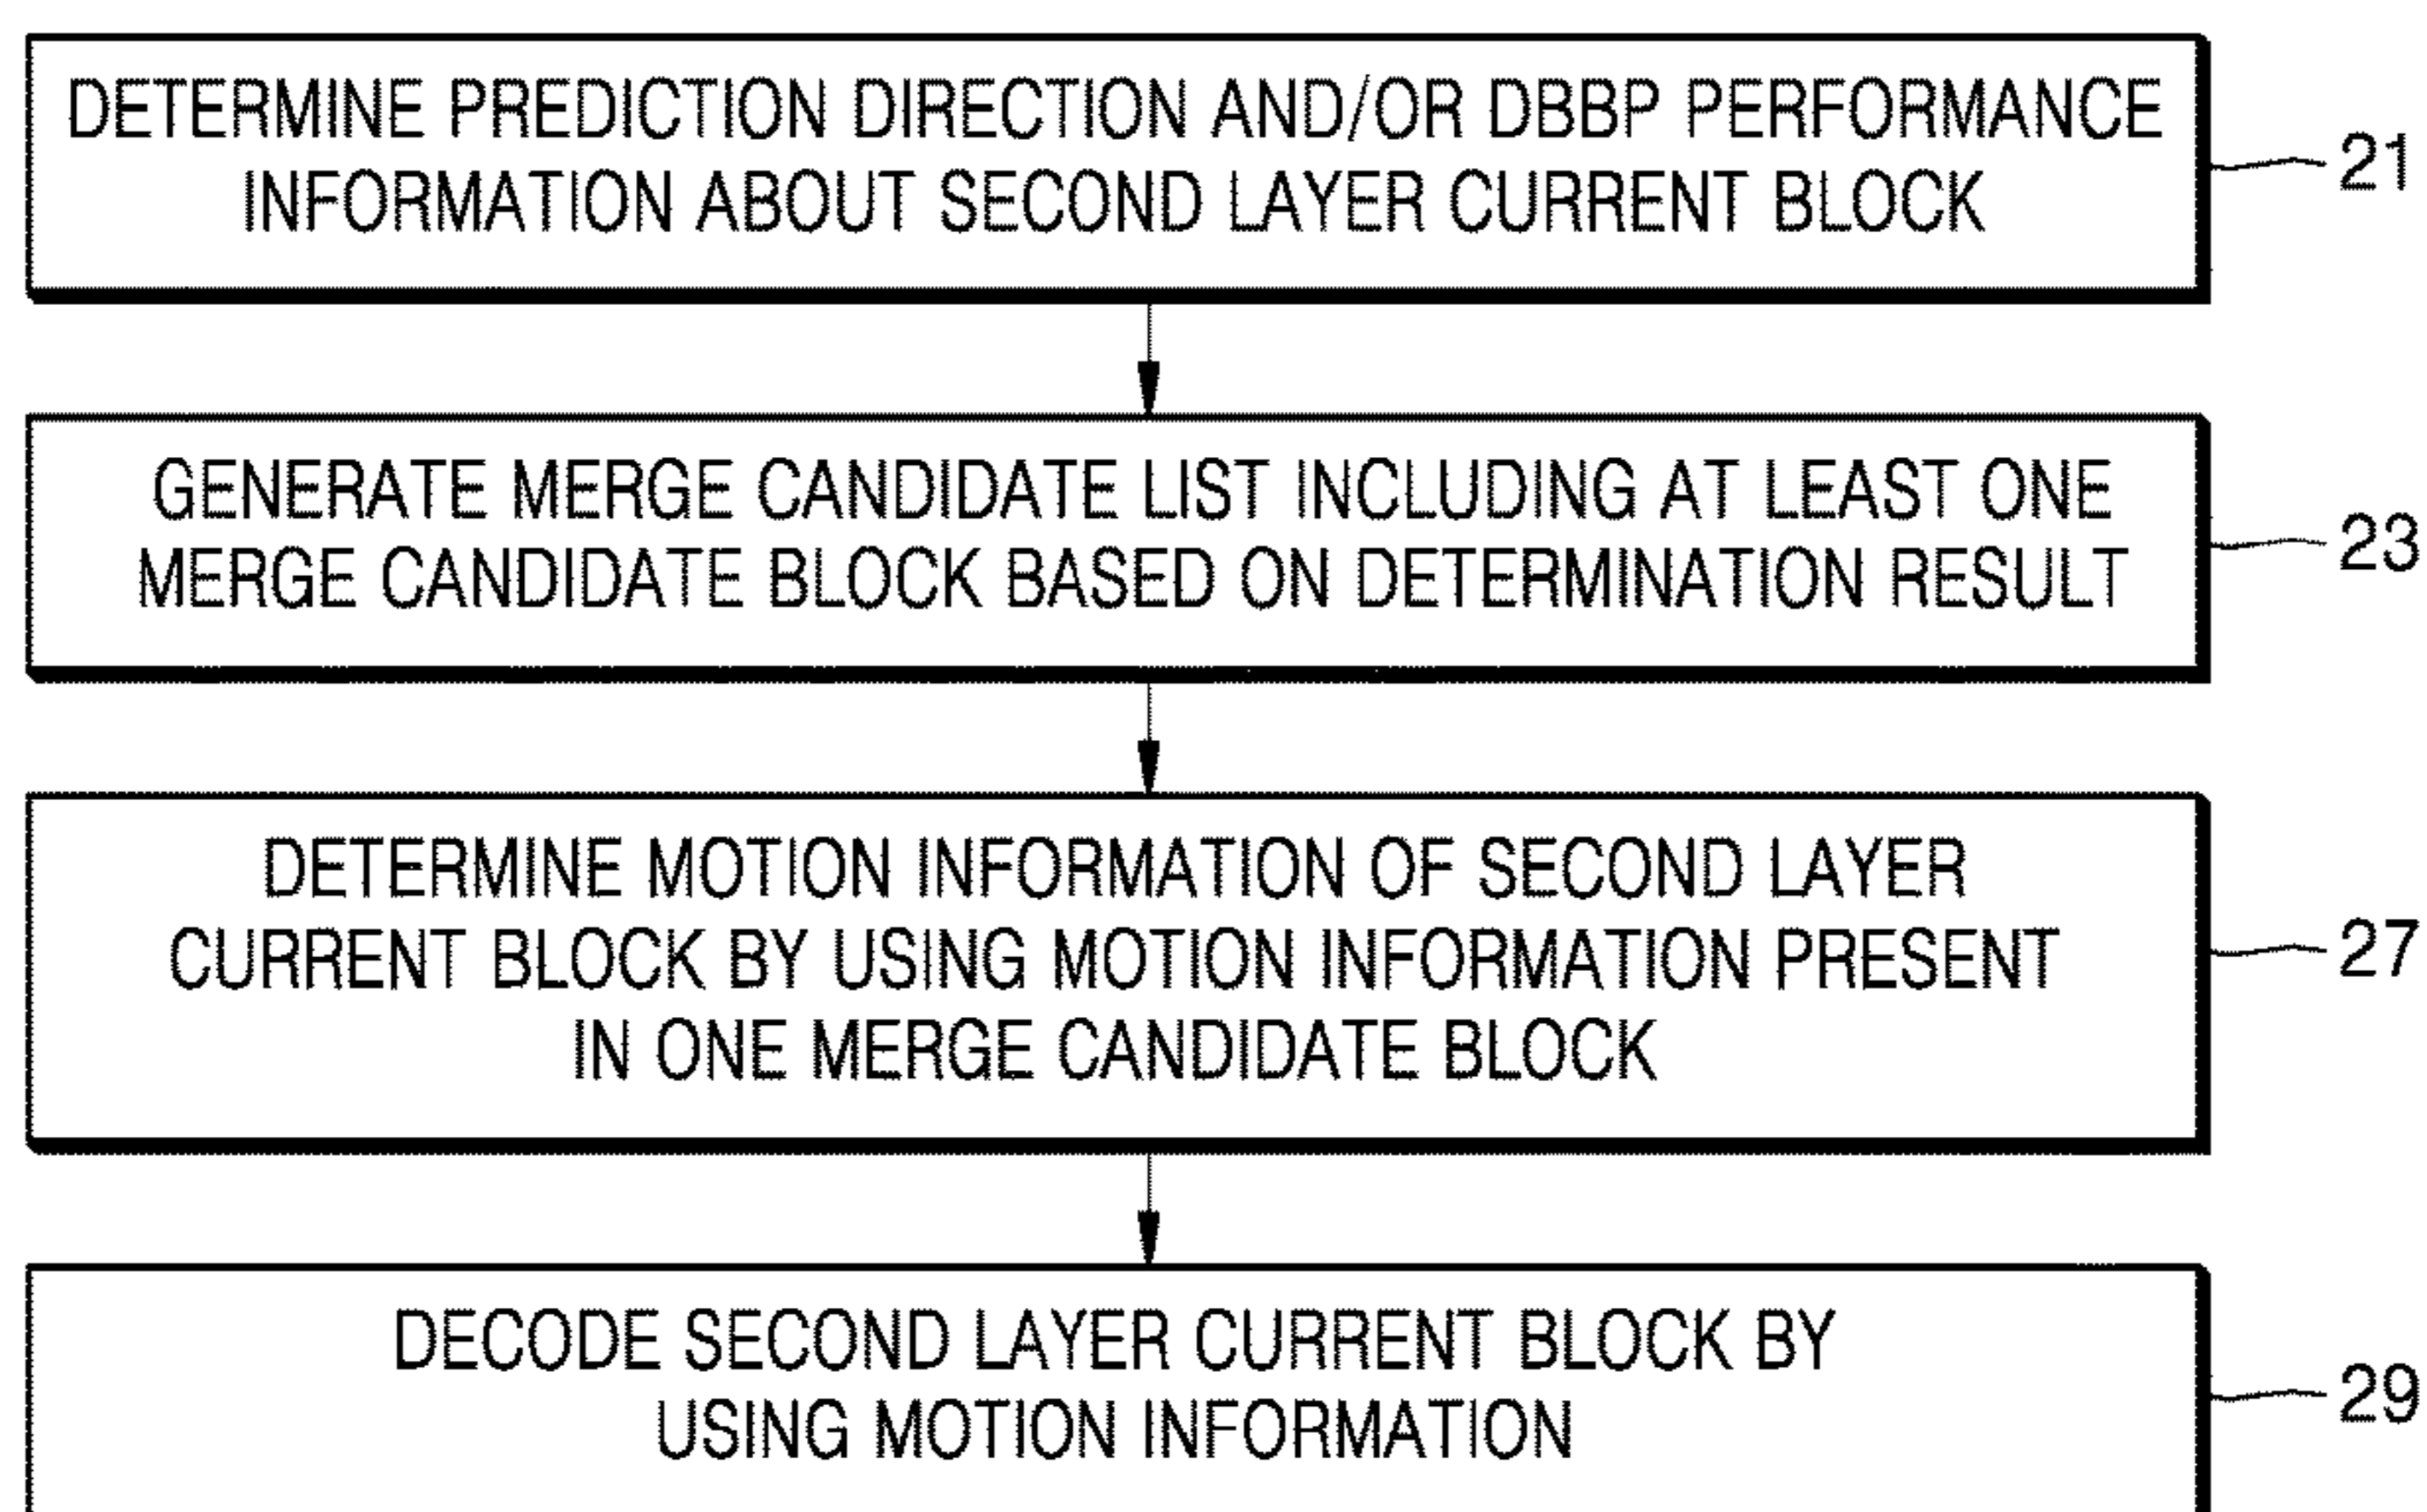 DETERMINE PREDICTION DIRECTION AND/OR DBBP PERFORMANCE
INFORMATION ABOUT SECOND LAYER CURRENT BLOCK
21
GENERATE MERGE CANDIDATE LIST INCLUDING AT LEAST ONE
MERGE CANDIDATE BLOCK BASED ON DETERMINATION RESULT
23
DETERMINE MOTION INFORMATION OF SECOND LAYER
CURRENT BLOCK BY USING MOTION INFORMATION PRESENT
IN ONE MERGE CANDIDATE BLOCK
27
DECODE SECOND LAYER CURRENT BLOCK BY
USING MOTION INFORMATION
29